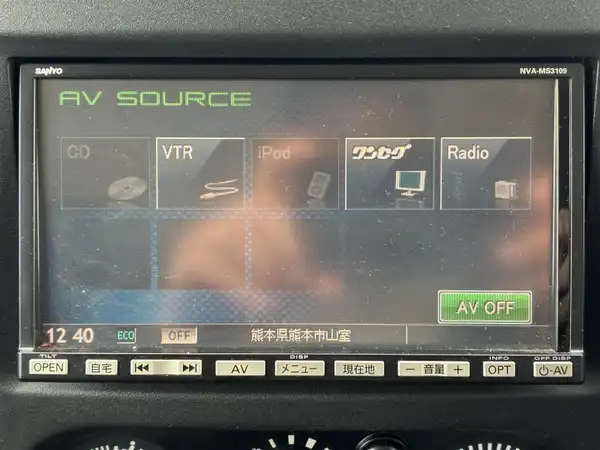 SANYO NVA-MS3109
AV SOURCE
CD VTR iPod ワンセグ Radio
AV OFF
12 40 ECO OFF 熊本県熊本市山室
TILT DISP INFO OFF DISP
OPEN 自宅 AV メニュー 現在地 − 音量 + OPT ⏻-AV